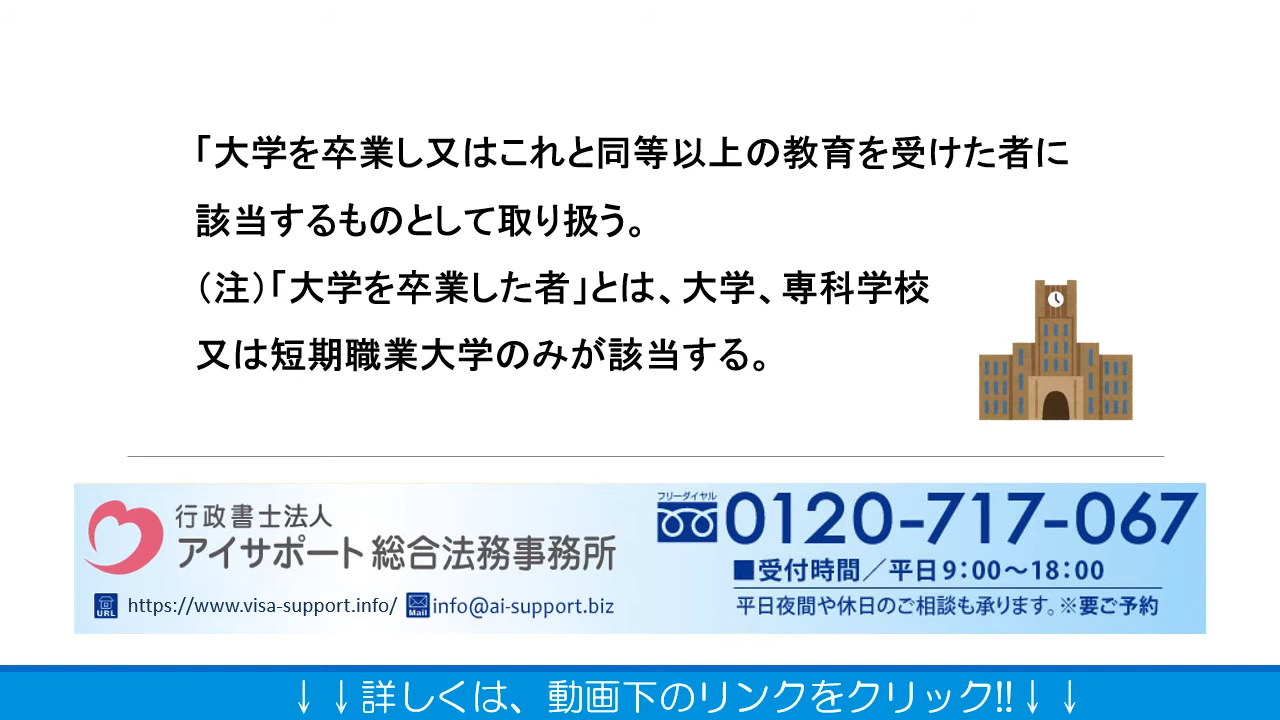 「大学を卒業し又はこれと同等以上の教育を受けた者に
該当するものとして取り扱う。
（注）「大学を卒業した者」とは、大学、専科学校
又は短期職業大学のみが該当する。
行政書士法人
アイサポート 総合法務事務所
URL https://www.visa-support.info/ Mail info@ai-support.biz
フリーダイヤル
0120-717-067
■受付時間／平日9：00～18：00
平日夜間や休日のご相談も承ります。※要ご予約
↓↓詳しくは、動画下のリンクをクリック!!↓↓